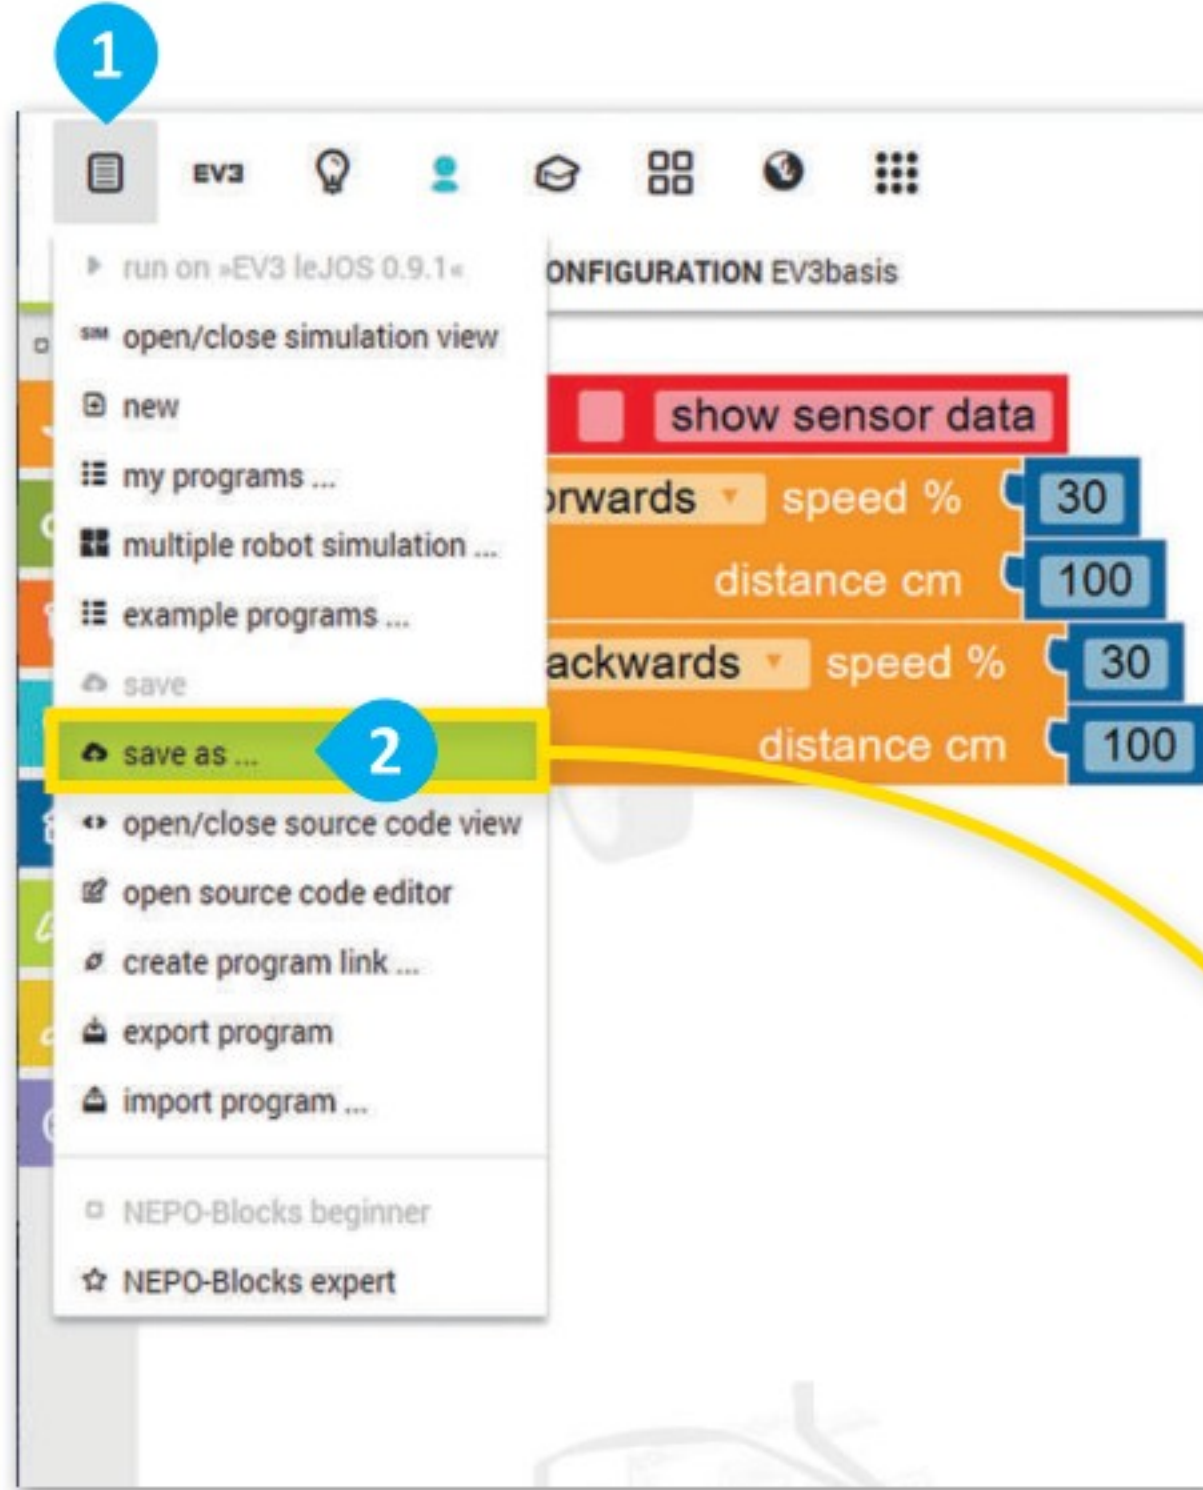 1
EV3
run on »EV3 leJOS 0.9.1«
ONFIGURATION EV3basis
SIM open/close simulation view
new
show sensor data
my programs ...
orwards speed % 30
multiple robot simulation ...
distance cm 100
example programs ...
ackwards speed % 30
save
save as ... 2
distance cm 100
open/close source code view
open source code editor
create program link ...
export program
import program ...
NEPO-Blocks beginner
NEPO-Blocks expert